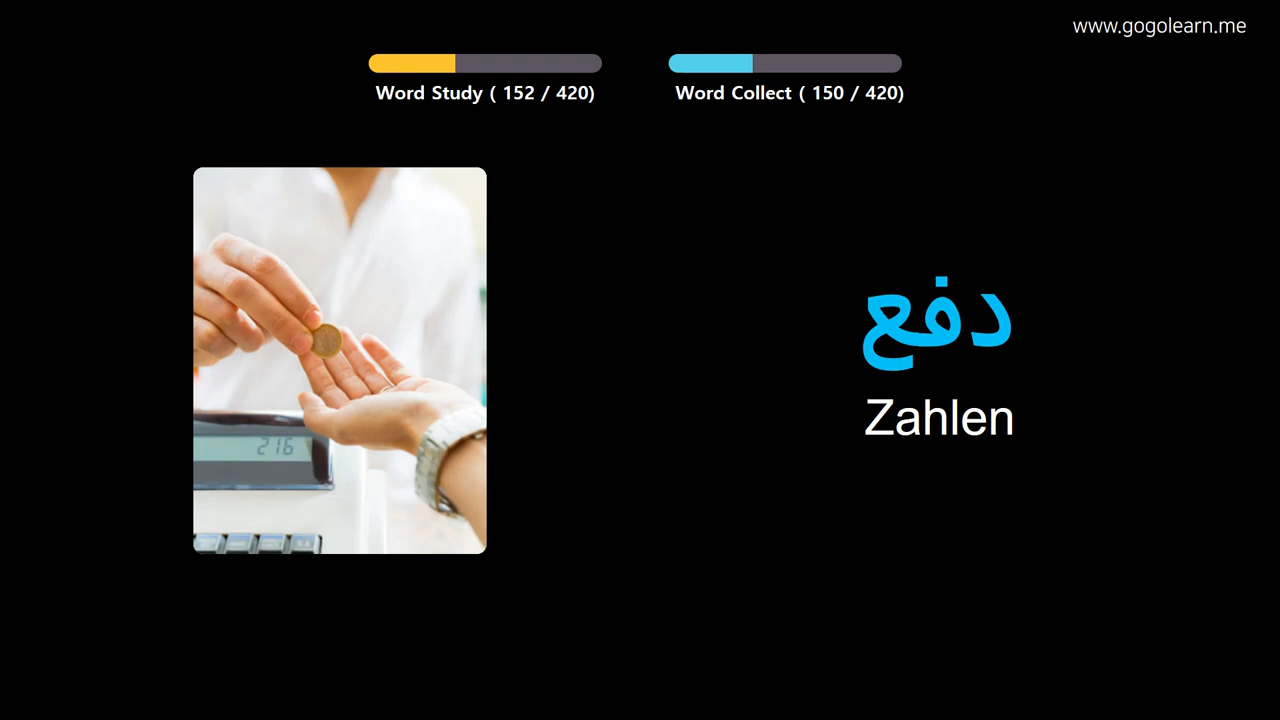 www.gogolearn.me
Word Study ( 152 / 420)
Word Collect ( 150 / 420)
216
دفع
Zahlen